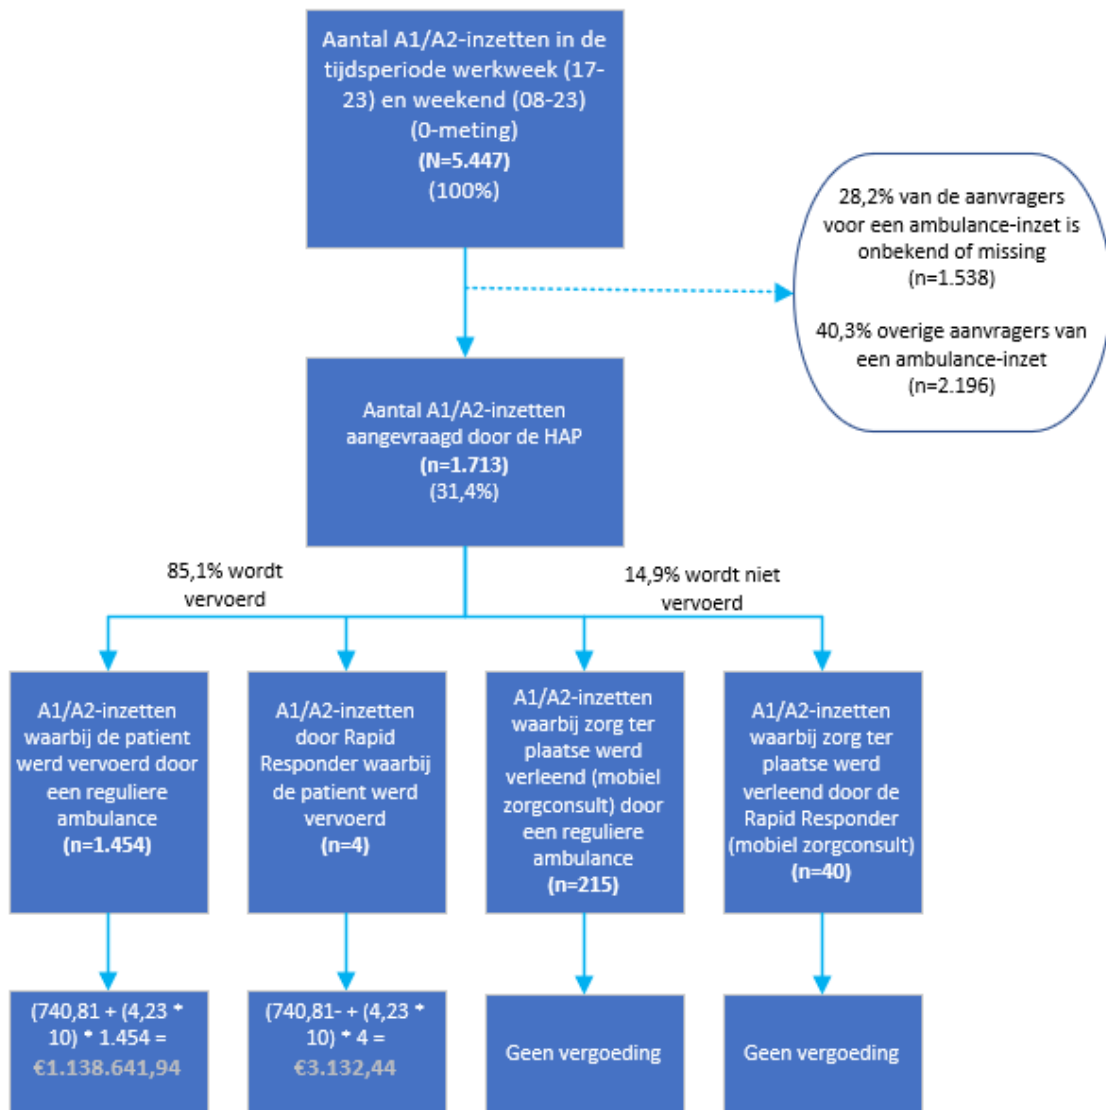 Aantal A1/A2-inzetten in de
tijdsperiode werkweek (17-
23) en weekend (08-23)
(0-meting)
(N=5.447)
(100%)
28,2% van de aanvragers
voor een ambulance-inzet is
onbekend of missing
(n=1.538)
40,3% overige aanvragers van
een ambulance-inzet
(n=2.196)
Aantal A1/A2-inzetten
aangevraagd door de HAP
(n=1.713)
(31,4%)
85,1% wordt
vervoerd
14,9% wordt niet
vervoerd
A1/A2-inzetten
waarbij de patient
werd vervoerd door
een reguliere
ambulance
(n=1.454)
A1/A2-inzetten
door Rapid
Responder waarbij
de patient werd
vervoerd
(n=4)
A1/A2-inzetten
waarbij zorg ter
plaatse werd
verleend (mobiel
zorgconsult) door
een reguliere
ambulance
(n=215)
A1/A2-inzetten
waarbij zorg ter
plaatse werd
verleend door de
Rapid Responder
(mobiel zorgconsult)
(n=40)
(740,81 + (4,23 *
10) * 1.454 =
€1.138.641,94
(740,81- + (4,23 *
10) * 4 =
€3.132,44
Geen vergoeding
Geen vergoeding